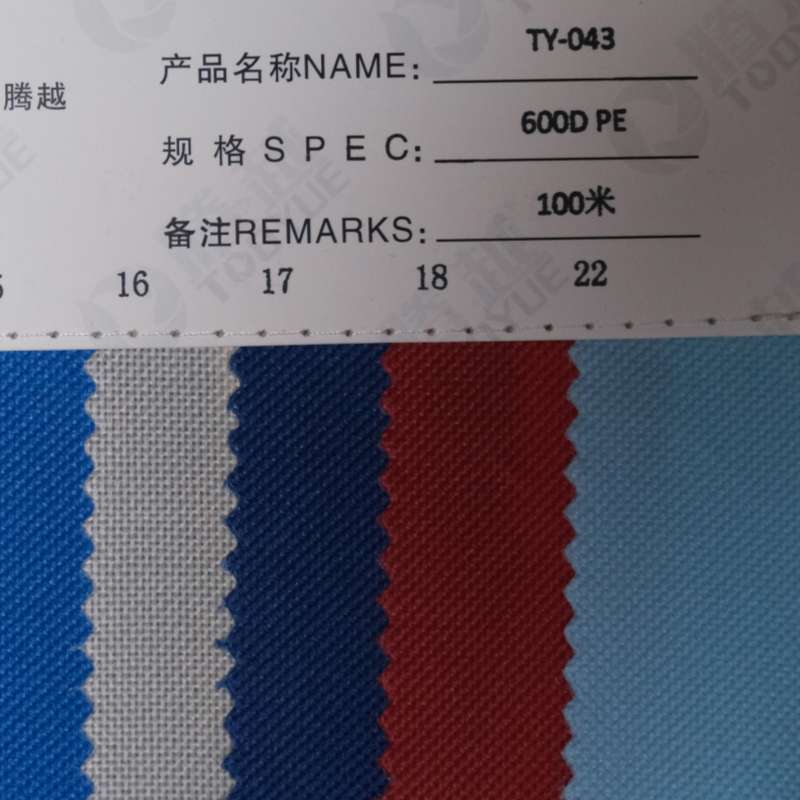 产品名称NAME: TY-043
腾越
规 格 S P E C: 600D PE
备注REMARKS: 100米
16 17 18 22